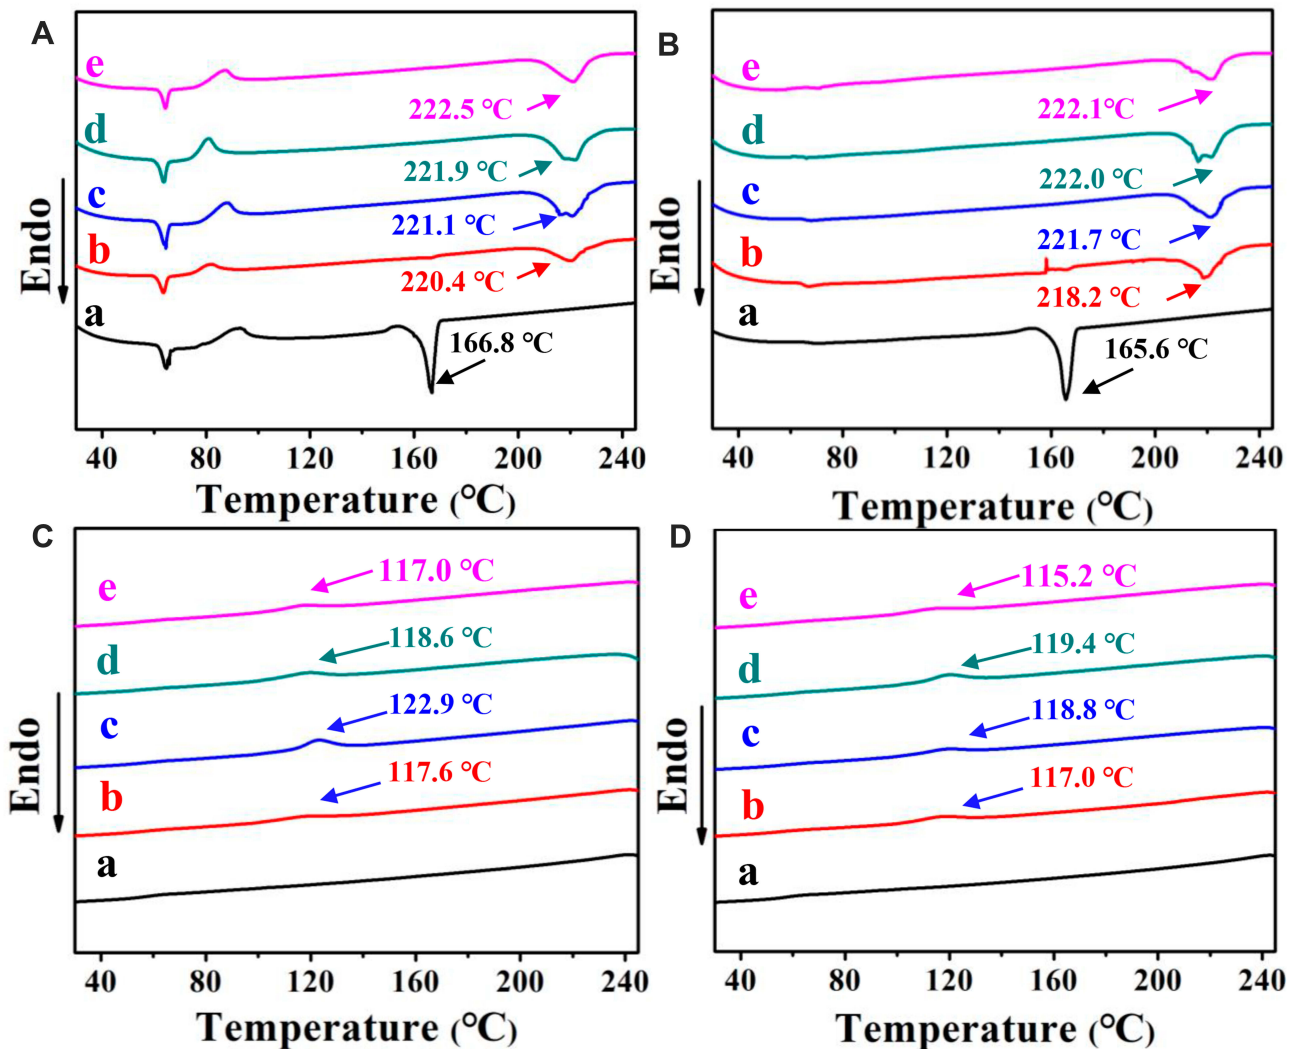 A
e
222.5 ℃
d
221.9 ℃
c
221.1 ℃
b
220.4 ℃
a
166.8 ℃
Endo
40 80 120 160 200 240
Temperature (℃)
B
e
222.1℃
d
222.0 ℃
c
221.7 ℃
b
218.2 ℃
a
165.6 ℃
Endo
40 80 120 160 200 240
Temperature (℃)
C
e
117.0 ℃
d
118.6 ℃
c
122.9 ℃
b
117.6 ℃
a
Endo
40 80 120 160 200 240
Temperature (℃)
D
e
115.2 ℃
d
119.4 ℃
c
118.8 ℃
b
117.0 ℃
a
Endo
40 80 120 160 200 240
Temperature (℃)